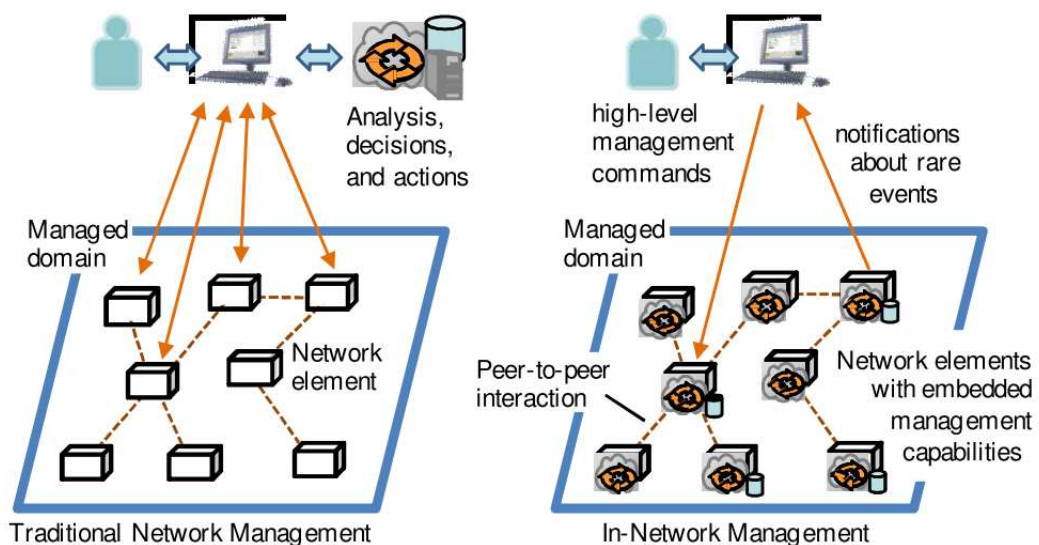 Analysis,
decisions,
and actions
Managed
domain
Network
element
Traditional Network Management
high-level
management
commands
notifications
about rare
events
Managed
domain
Peer-to-peer
interaction
Network elements
with embedded
management
capabilities
In-Network Management